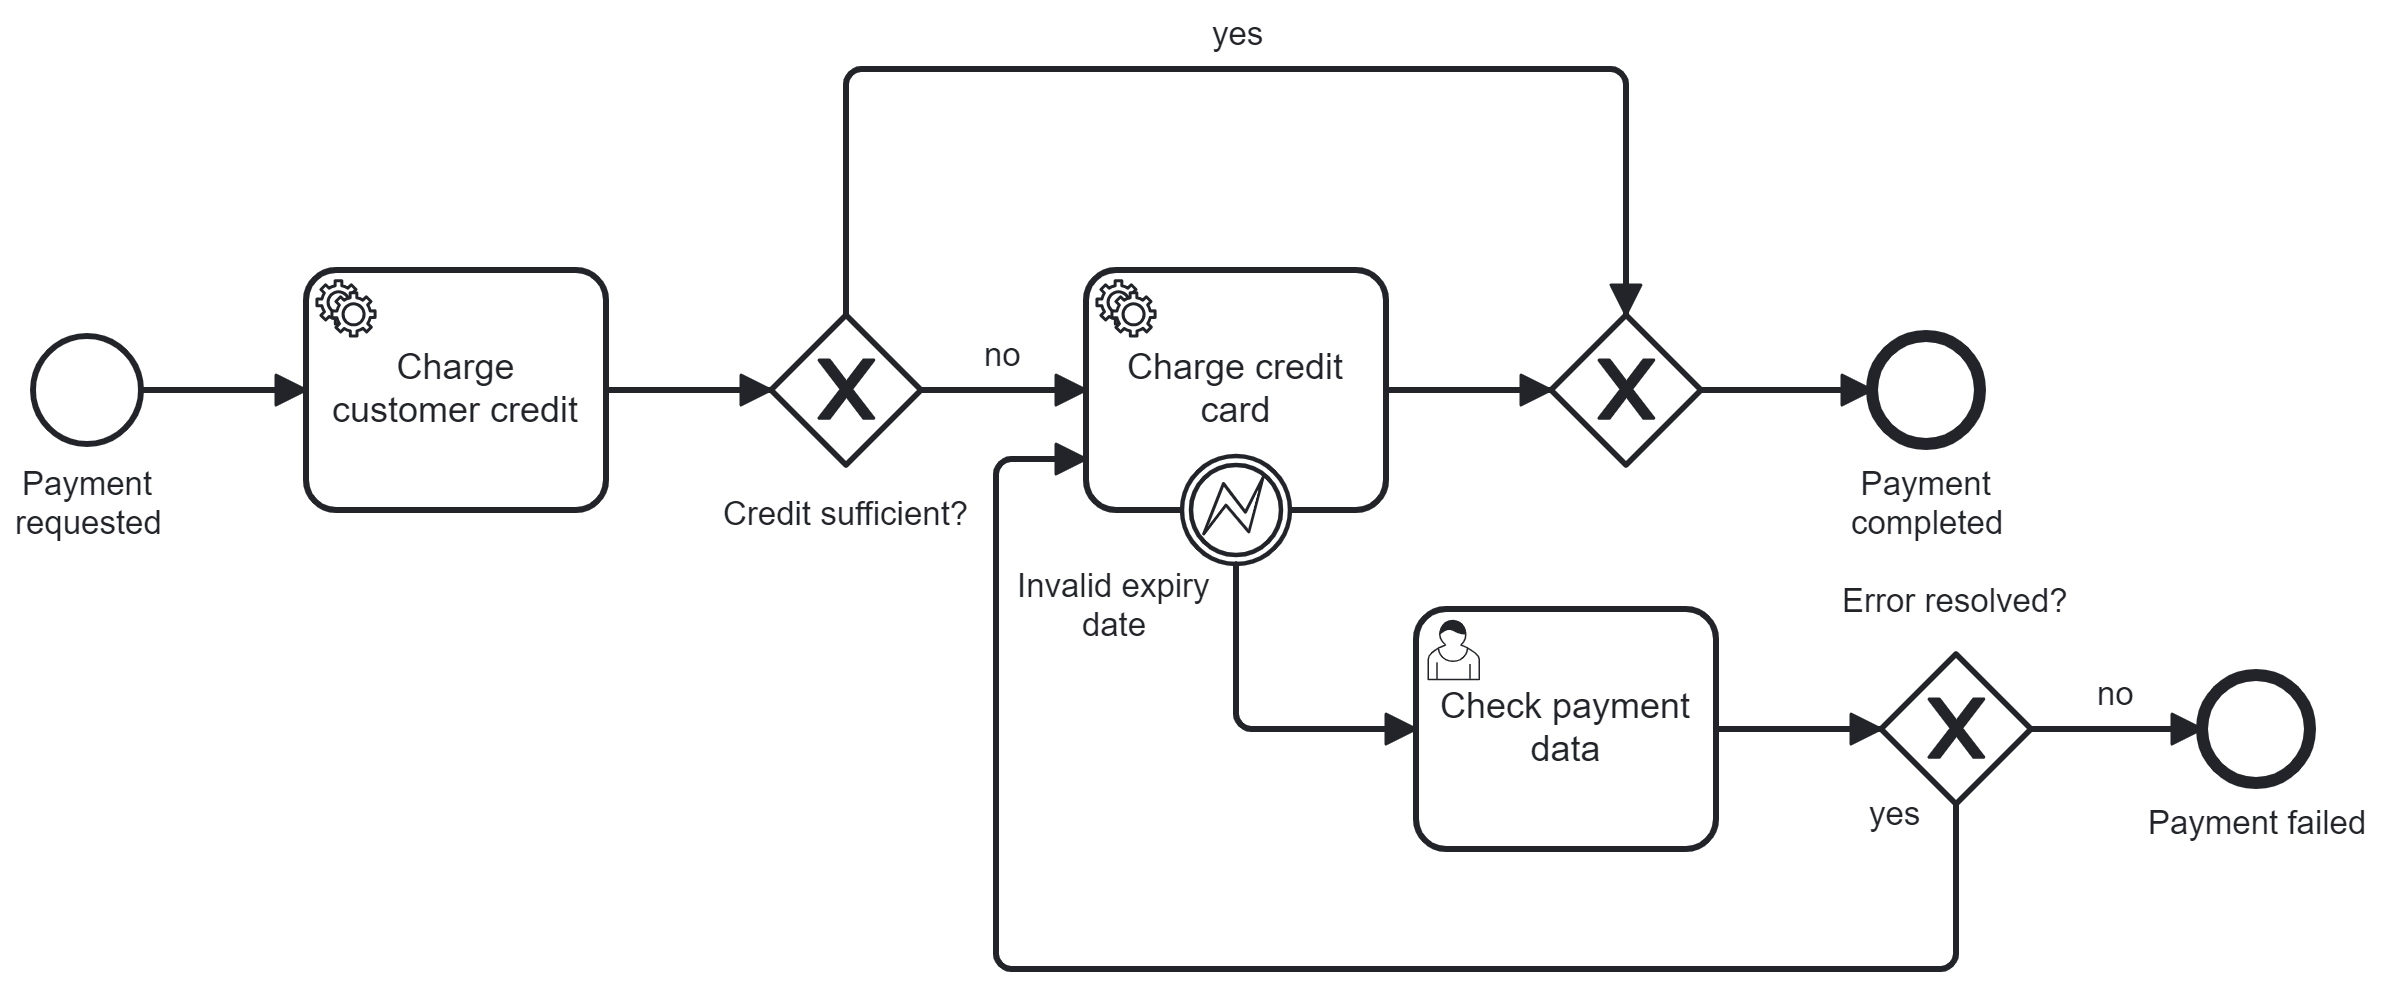 yes
Payment
requested
Charge
customer credit
X
Credit sufficient?
no
Charge credit
card
Invalid expiry
date
X
Payment
completed
Check payment
data
Error resolved?
X
yes
no
Payment failed